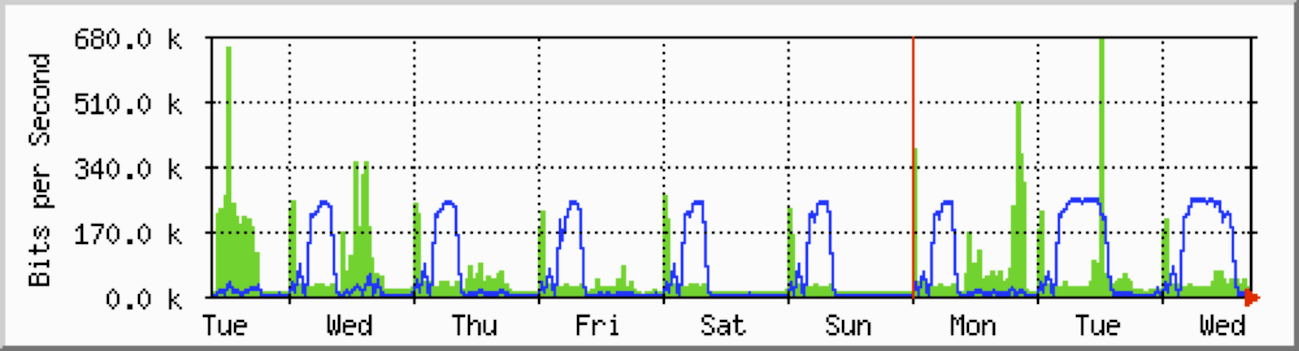 680.0 k
510.0 k
340.0 k
170.0 k
0.0 k
Bits per Second
Tue Wed Thu Fri Sat Sun Mon Tue Wed